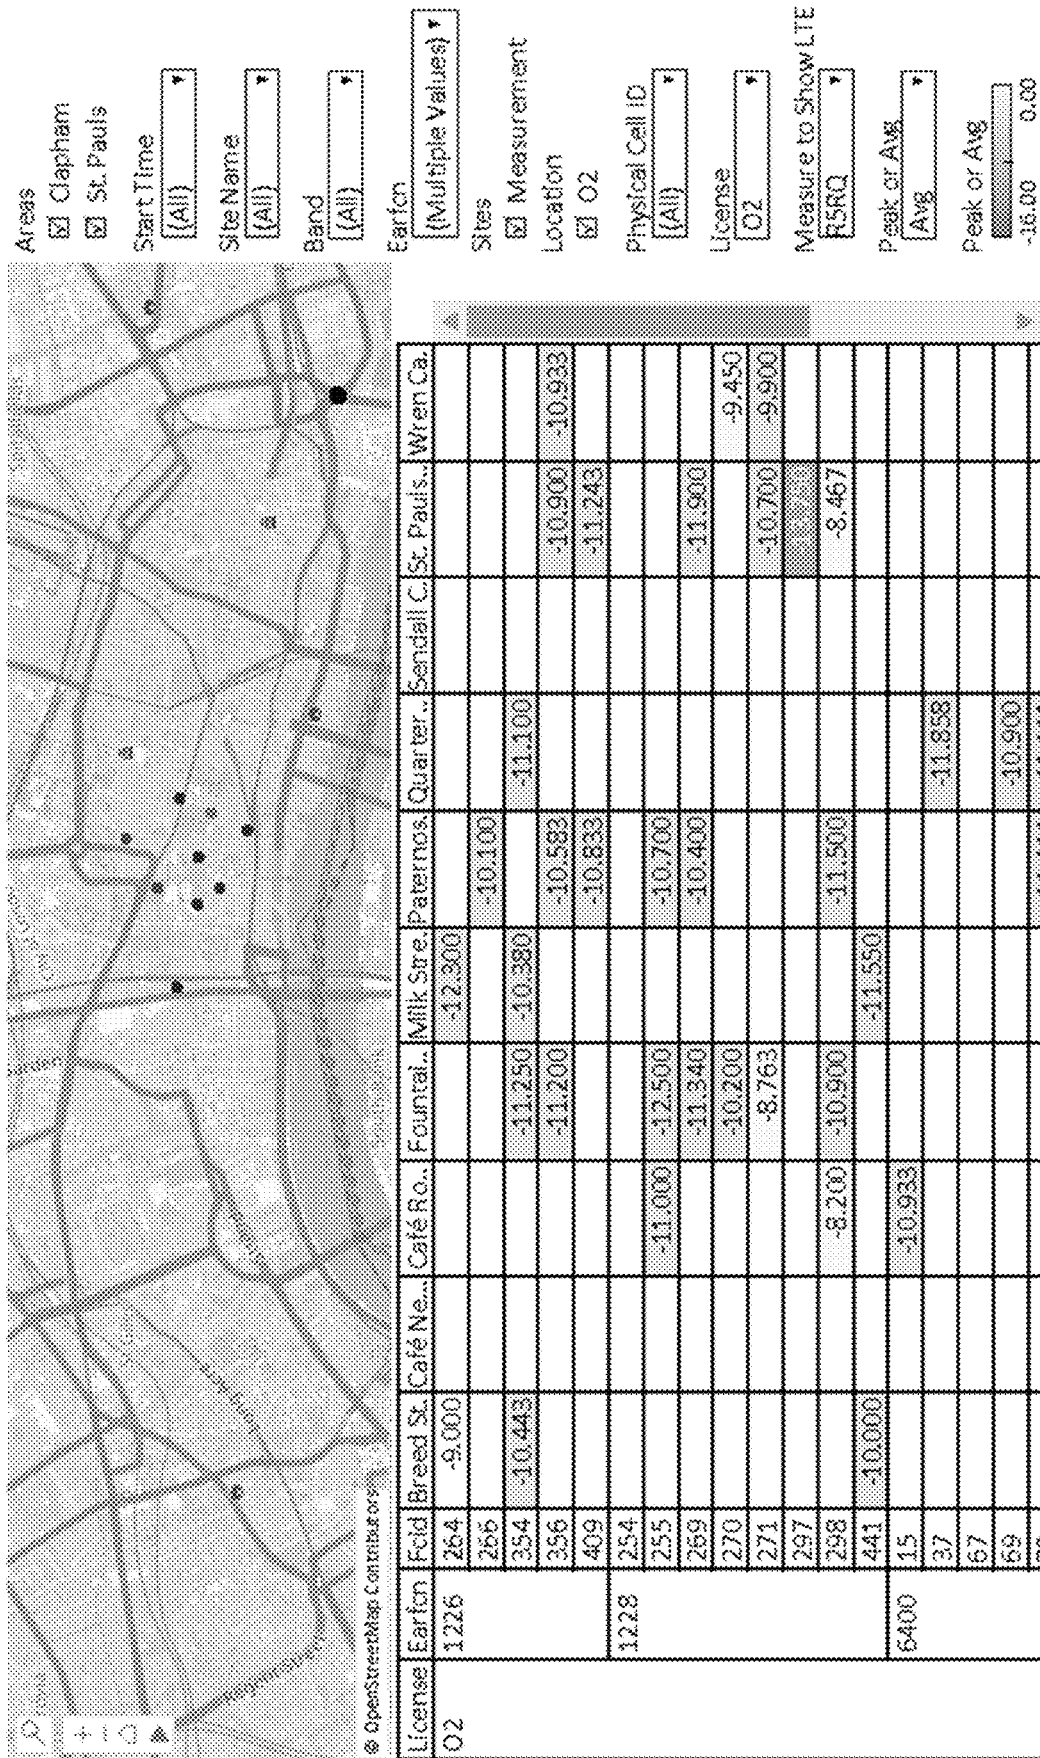 © OpenStreetMap Contributors
License Earfcn Fcid Breed St. Café Ne... Café Ro... Fountai... Milk Stre. Paternos. Quarter... Sendall C. St. Pauls... Wren Ca.
O2 1226 264 -9.000 -12.300
266 -10.100
354 -10.443 -11.250 -10.380 -11.100
356 -11.200 -10.583 -10.900 -10.933
409 -10.833 -11.243
1228 254
255 -11.000 -12.500 -10.700
269 -11.340 -10.400 -11.900
270 -10.200 -9.450
271 -8.763 -10.700 -9.900
297
298 -8.200 -10.900 -11.500 -8.467
441 -10.000 -11.550
6400 15 -10.933
37 -11.858
67
69 -10.900
Areas
Clapham
St. Pauls
Start Time
(All)
Site Name
(All)
Band
(All)
Earfcn
(Multiple Values)
Sites
Measurement
Location
O2
Physical Cell ID
(All)
License
O2
Measure to Show LTE
RSRQ
Peak or Avg
Avg
Peak or Avg
-16.00 0.00